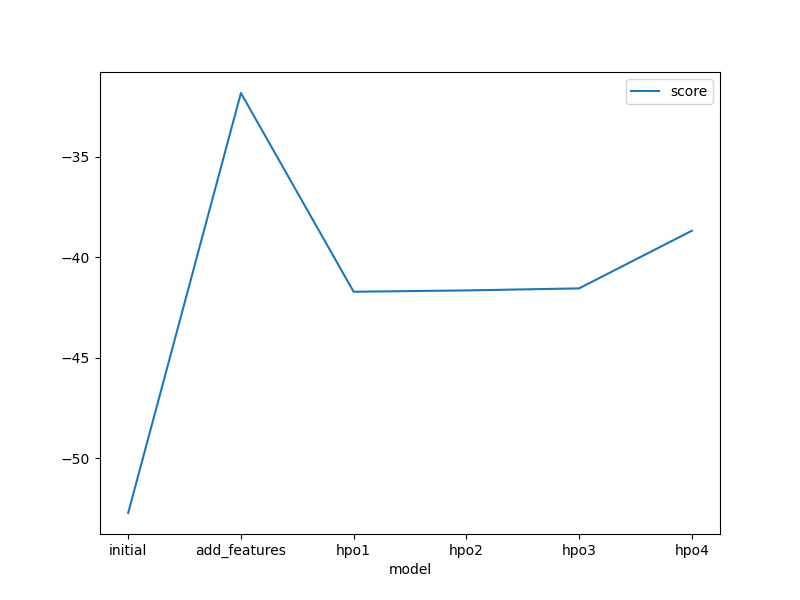 score
−35
−40
−45
−50
initial add_features hpo1 hpo2 hpo3 hpo4
model